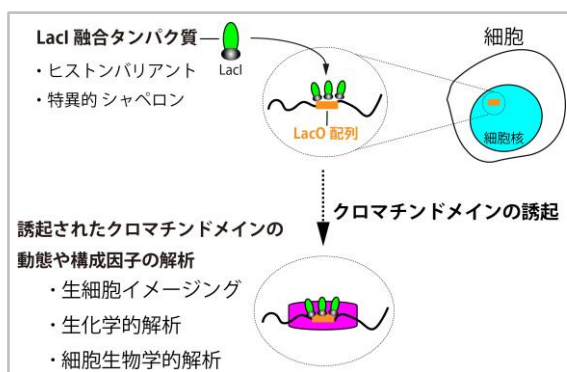 LacI 融合タンパク質
LacI
・ヒストンバリアント
・特異的 シャペロン
細胞
細胞核
LacO 配列
クロマチンドメインの誘起
誘起されたクロマチンドメインの
動態や構成因子の解析
・生細胞イメージング
・生化学的解析
・細胞生物学的解析